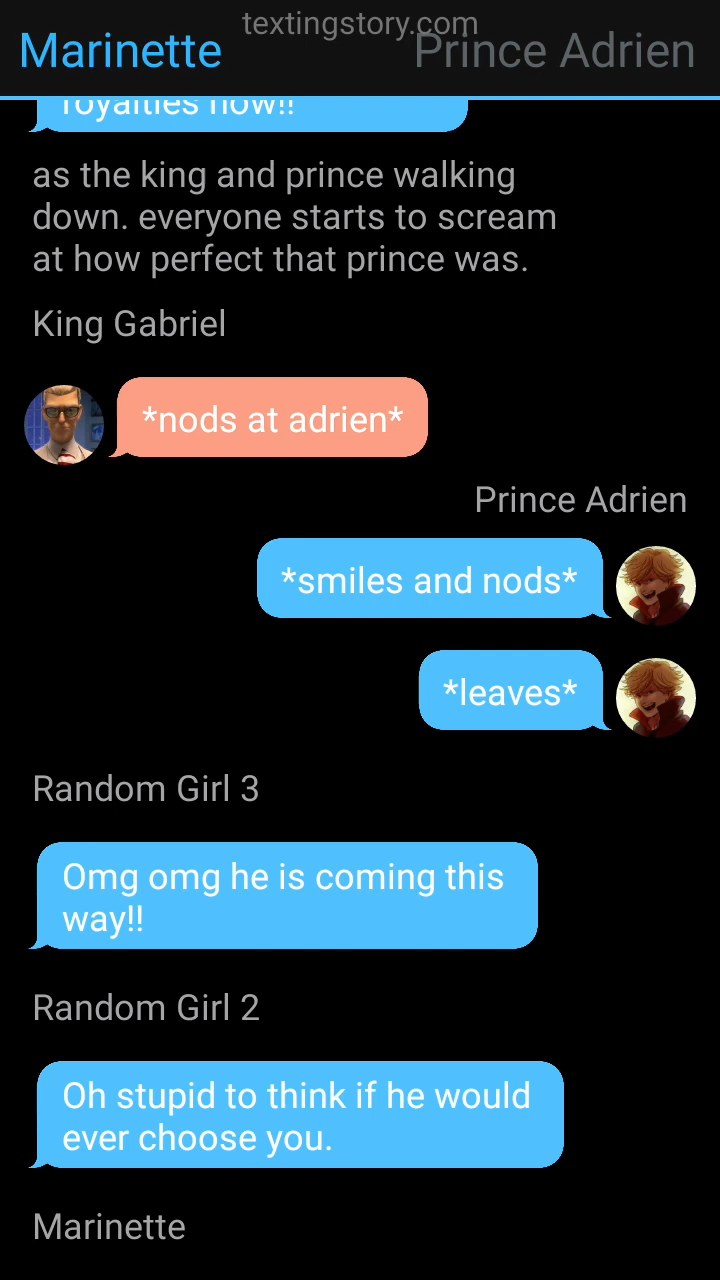 textingstory.com
Marinette
Prince Adrien
royalties now!!
as the king and prince walking
down. everyone starts to scream
at how perfect that prince was.
King Gabriel
*nods at adrien*
Prince Adrien
*smiles and nods*
*leaves*
Random Girl 3
Omg omg he is coming this
way!!
Random Girl 2
Oh stupid to think if he would
ever choose you.
Marinette